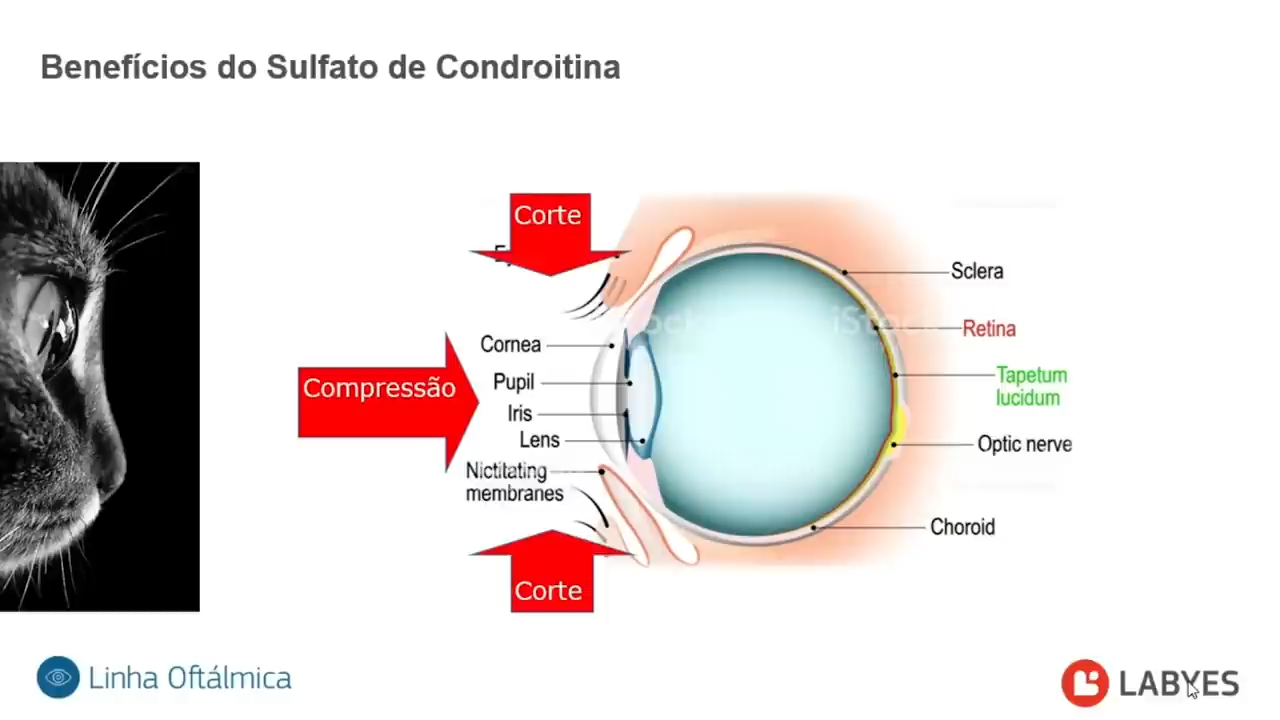 Benefícios do Sulfato de Condroitina
Corte
Sclera
iStock
Retina
Cornea
Compressão
Pupil
Tapetum
lucidum
Iris
Lens
Optic nerve
Nictitating
membranes
Choroid
Corte
Linha Oftálmica
LABYES